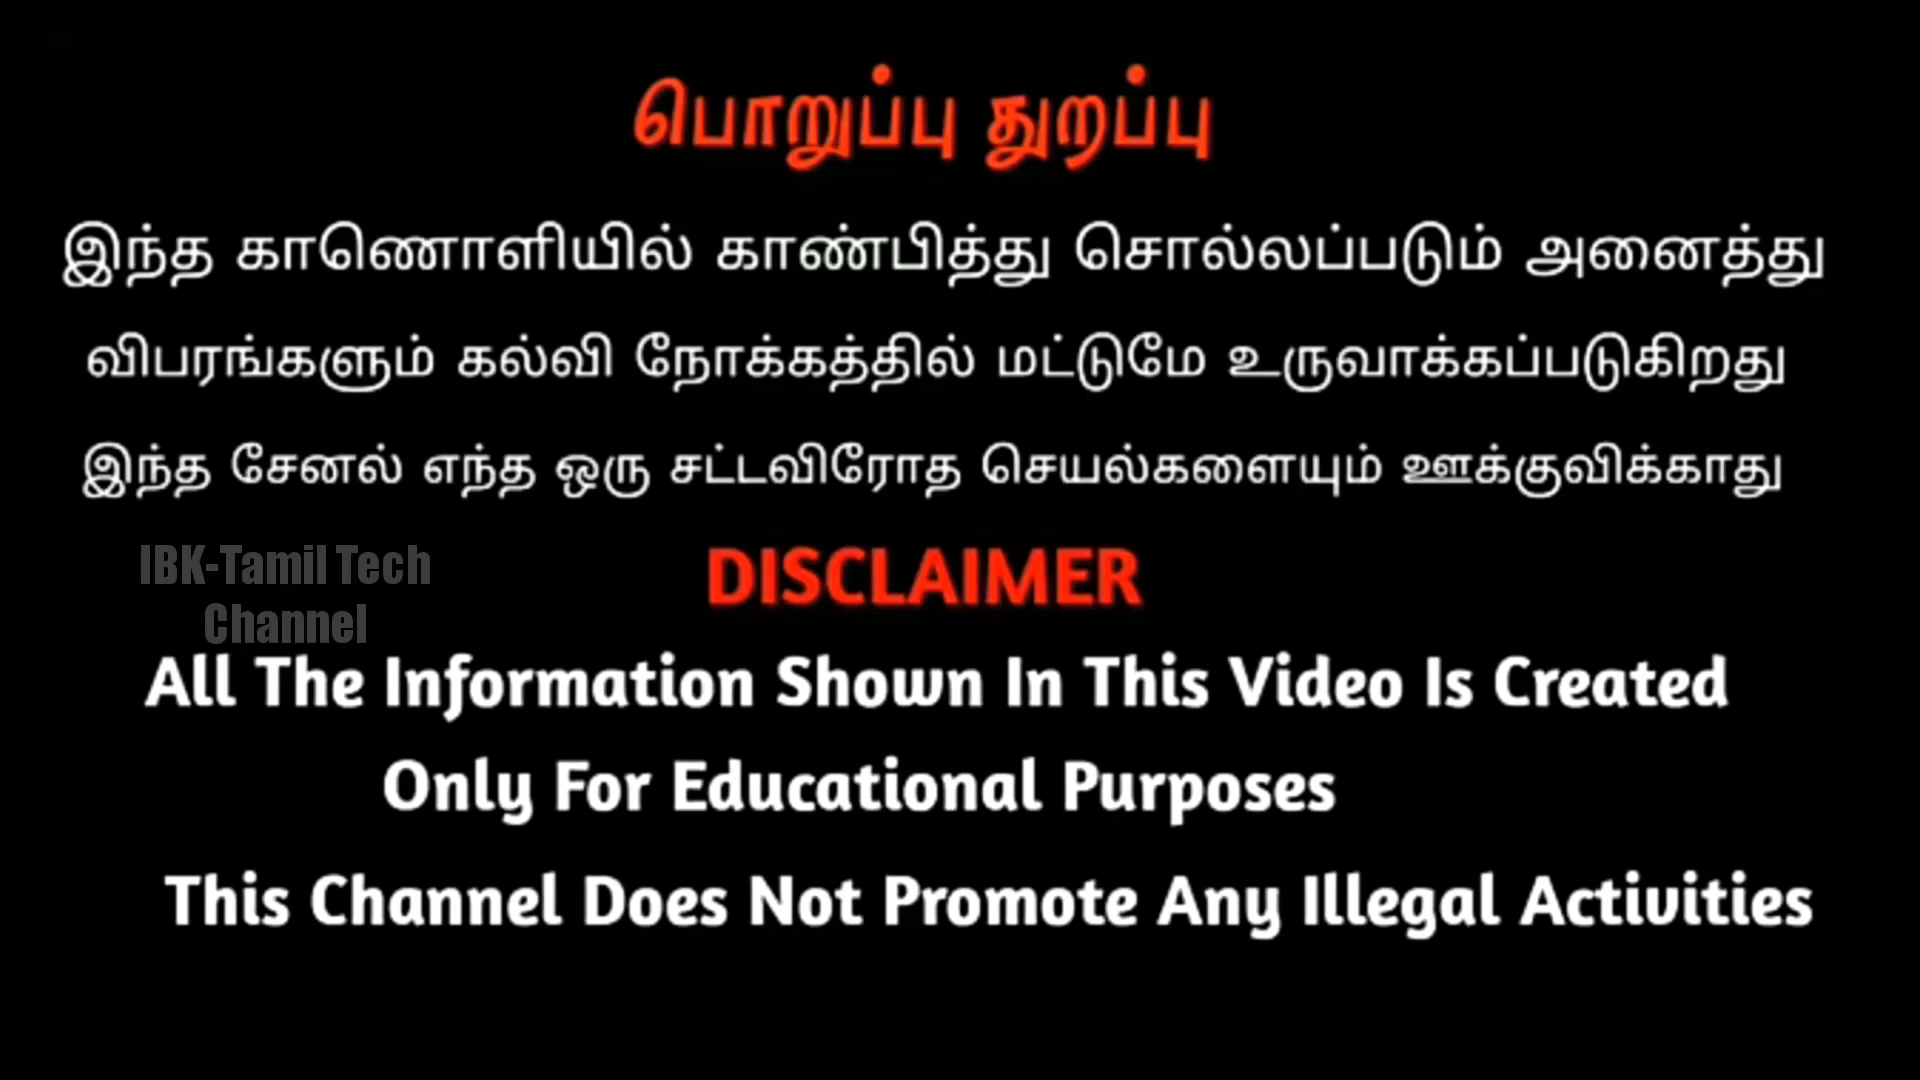 பொறுப்பு துறப்பு
இந்த காணொளியில் காண்பித்து சொல்லப்படும் அனைத்து
விபரங்களும் கல்வி நோக்கத்தில் மட்டுமே உருவாக்கப்படுகிறது
இந்த சேனல் எந்த ஒரு சட்டவிரோத செயல்களையும் ஊக்குவிக்காது
IBK-Tamil Tech
Channel
DISCLAIMER
All The Information Shown In This Video Is Created
Only For Educational Purposes
This Channel Does Not Promote Any Illegal Activities